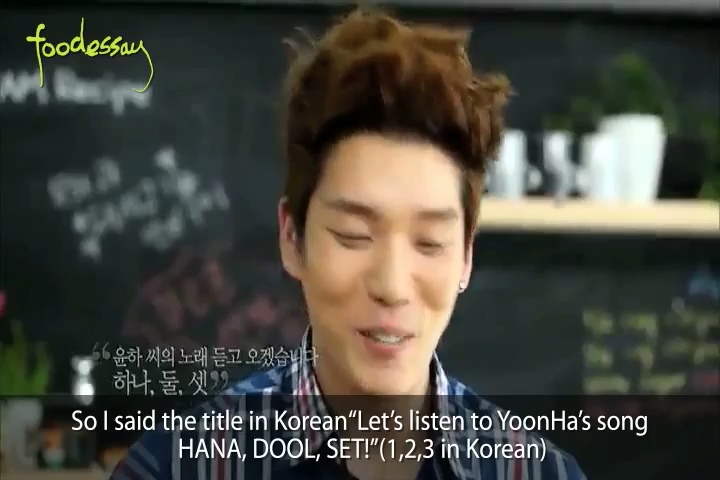 foodessay
Recipe
“윤하 씨의 노래 듣고 오겠습니다
하나, 둘, 셋”
So I said the title in Korean“Let’s listen to YoonHa’s song
HANA, DOOL, SET!”(1,2,3 in Korean)